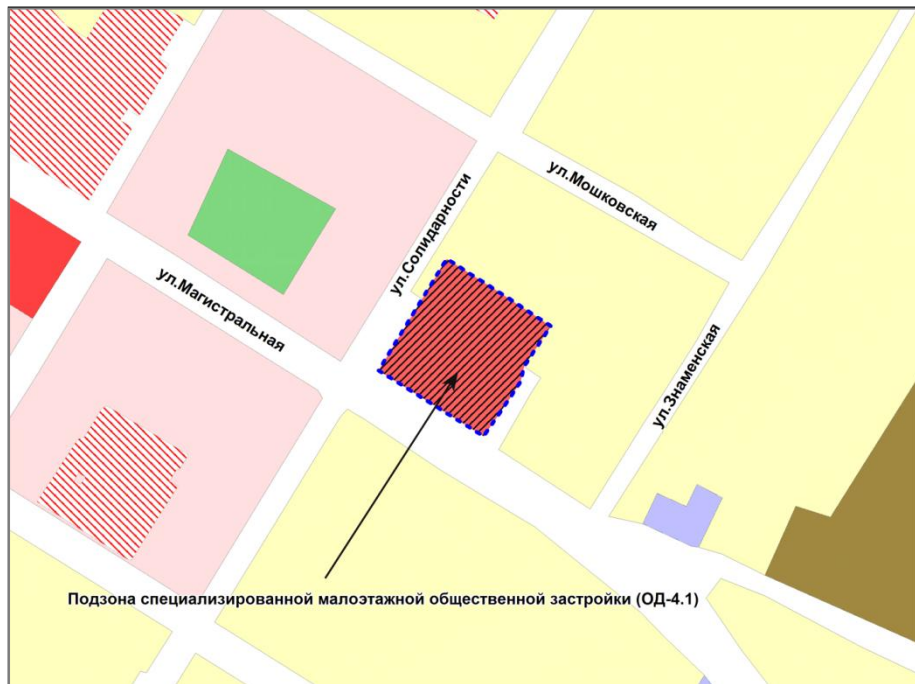 ул.Мошковская
ул.Солидарности
ул.Магистральная
ул.Знаменская
Подзона специализированной малоэтажной общественной застройки (ОД-4.1)